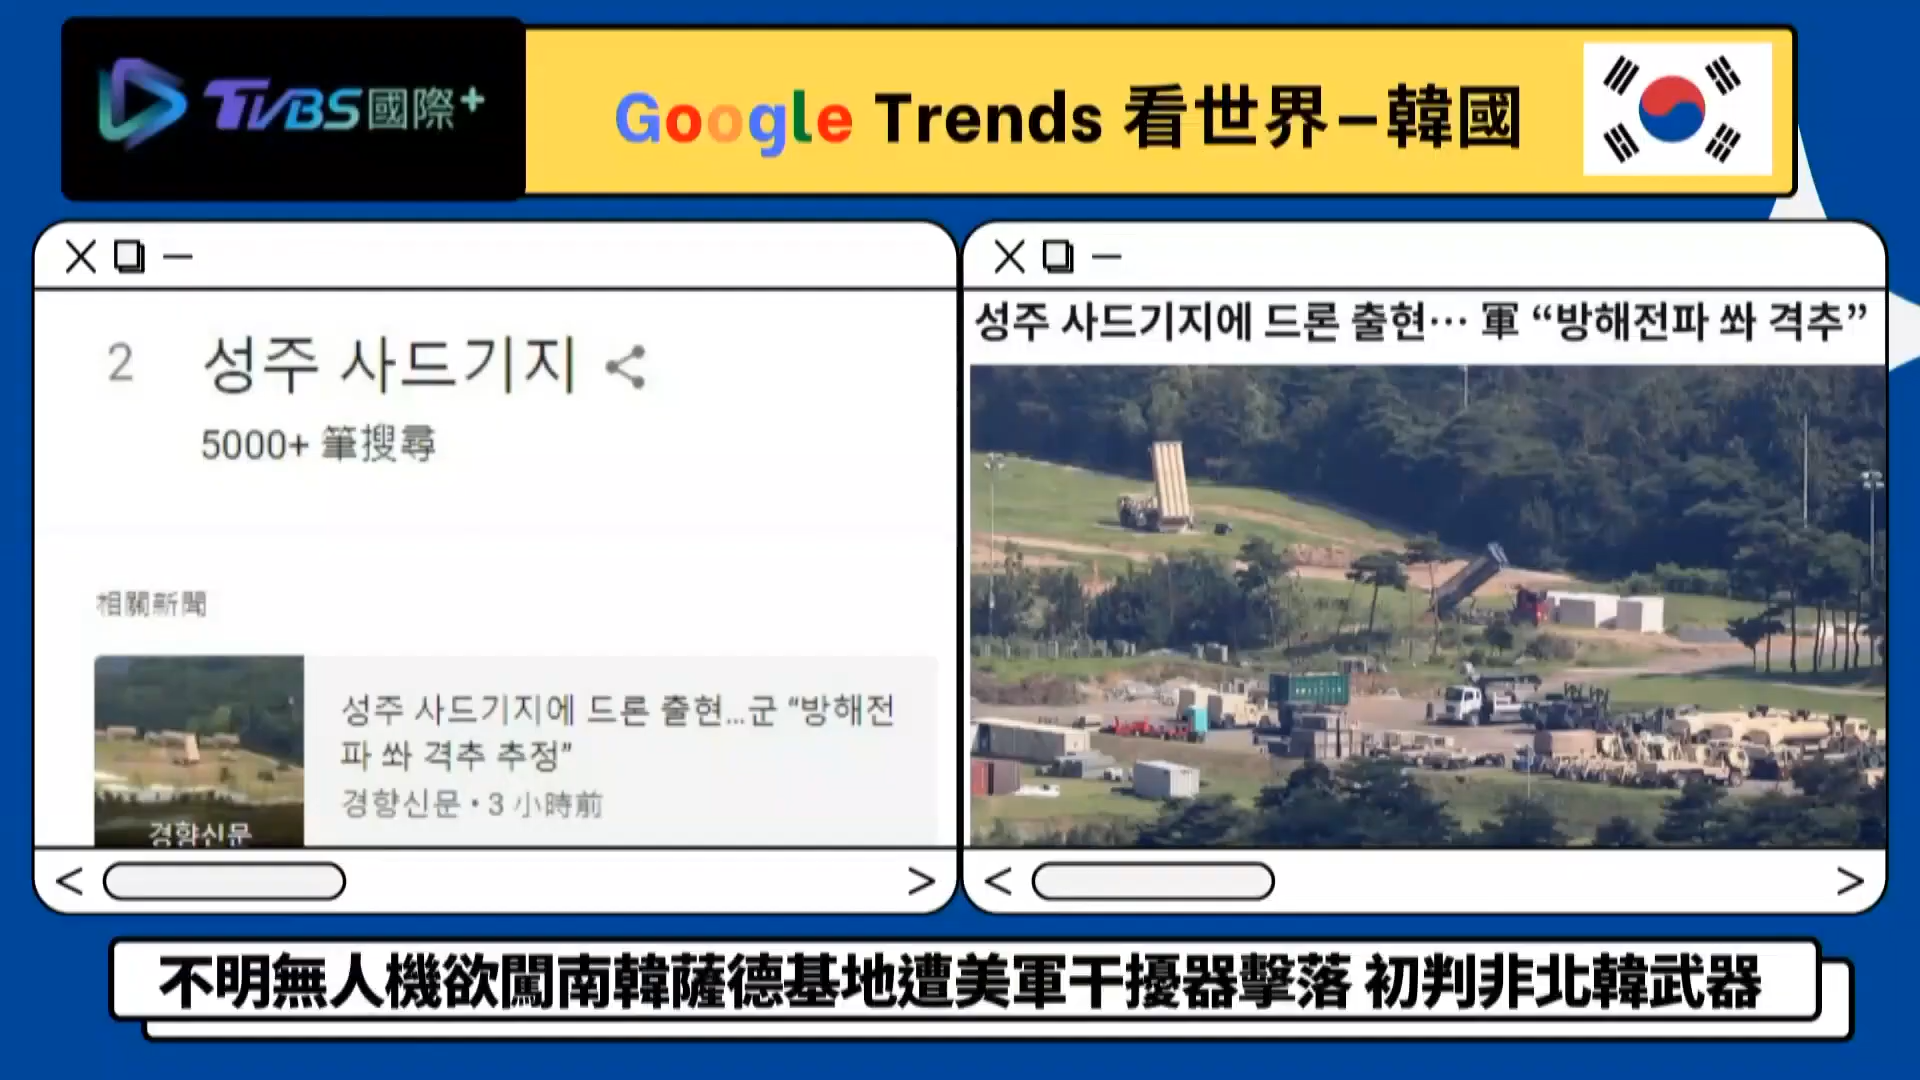 TVBS國際+
Google Trends 看世界-韓國
2 성주 사드기지
5000+ 筆搜尋
相關新聞
성주 사드기지에 드론 출현...군 “방해전
파 쏴 격추 추정”
경향신문 • 3 小時前
경향신문
성주 사드기지에 드론 출현… 軍 “방해전파 쏴 격추”
不明無人機欲闖南韓薩德基地遭美軍干擾器擊落 初判非北韓武器